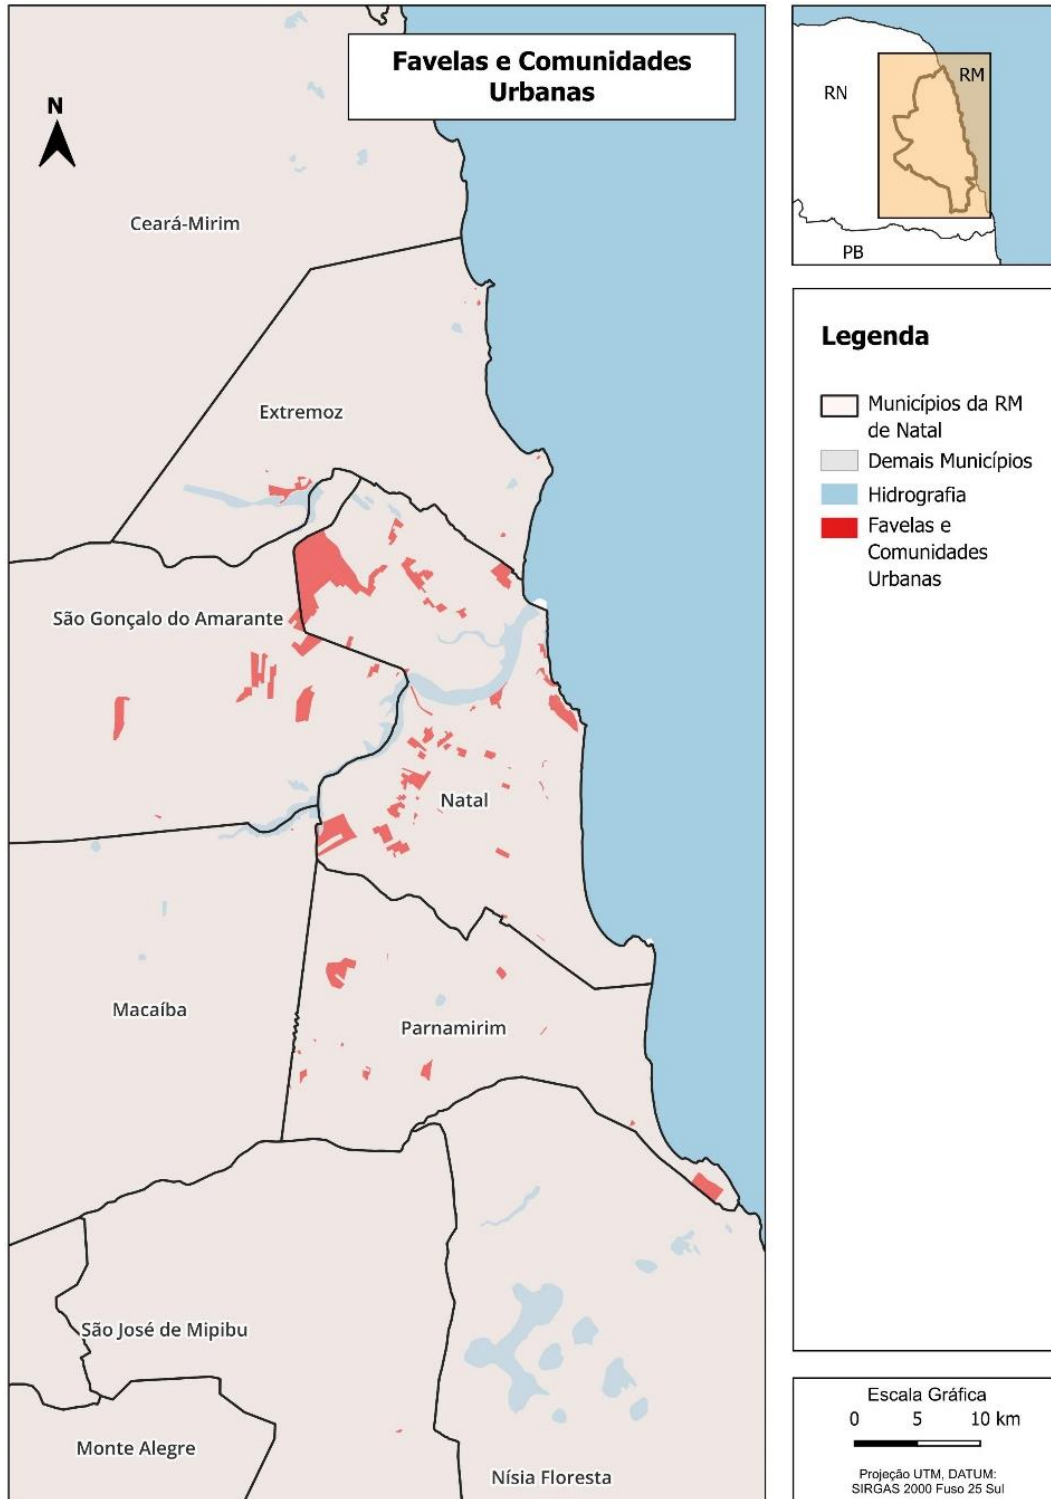 Favelas e Comunidades
Urbanas
N
Ceará-Mirim
Extremoz
São Gonçalo do Amarante
Natal
Macaíba
Parnamirim
São José de Mipibu
Monte Alegre
Nísia Floresta
RN
RM
PB
Legenda
Municípios da RM
de Natal
Demais Municípios
Hidrografia
Favelas e
Comunidades
Urbanas
Escala Gráfica
0 5 10 km
Projeção UTM, DATUM:
SIRGAS 2000 Fuso 25 Sul